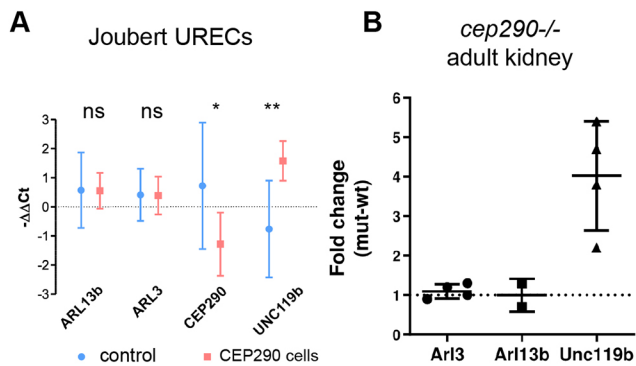 A
Joubert URECs
ns
ns
*
**
3
2
1
0
-1
-2
-3
-ΔΔCt
ARL13b
ARL3
CEP290
UNC119b
control
CEP290 cells
B
cep290-/-
adult kidney
6
5
4
3
2
1
0
Fold change
(mut-wt)
Arl3
Arl13b
Unc119b